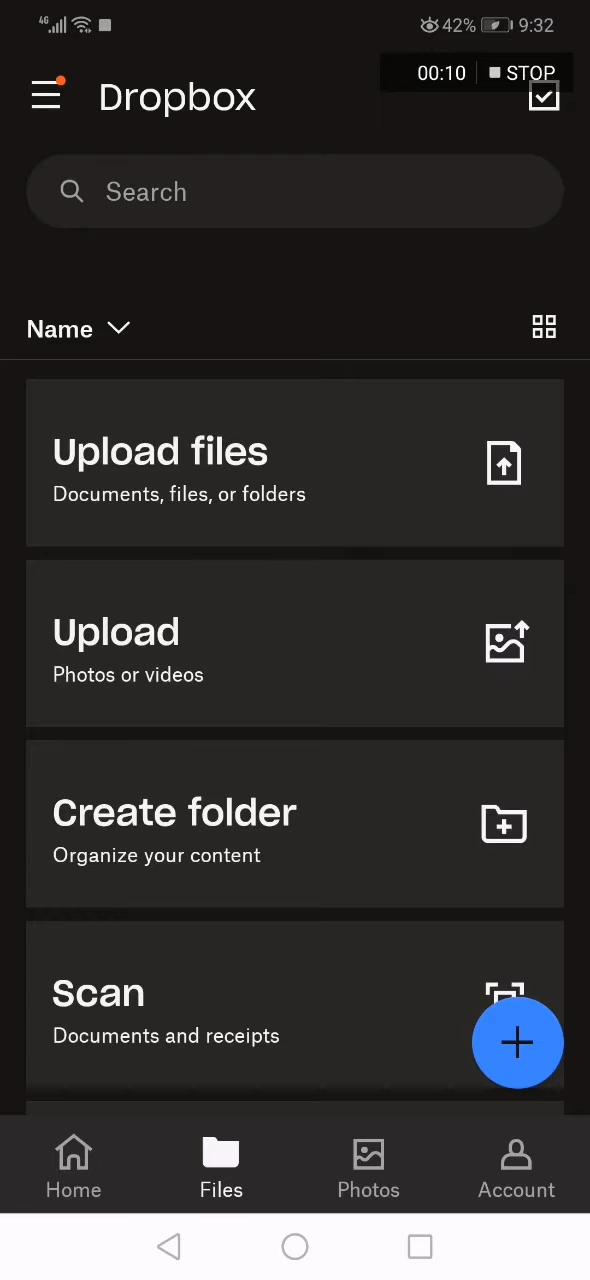 4G 42% 9:32
00:10 STOP
Dropbox
Search
Name
Upload files
Documents, files, or folders
Upload
Photos or videos
Create folder
Organize your content
Scan
Documents and receipts
Home Files Photos Account